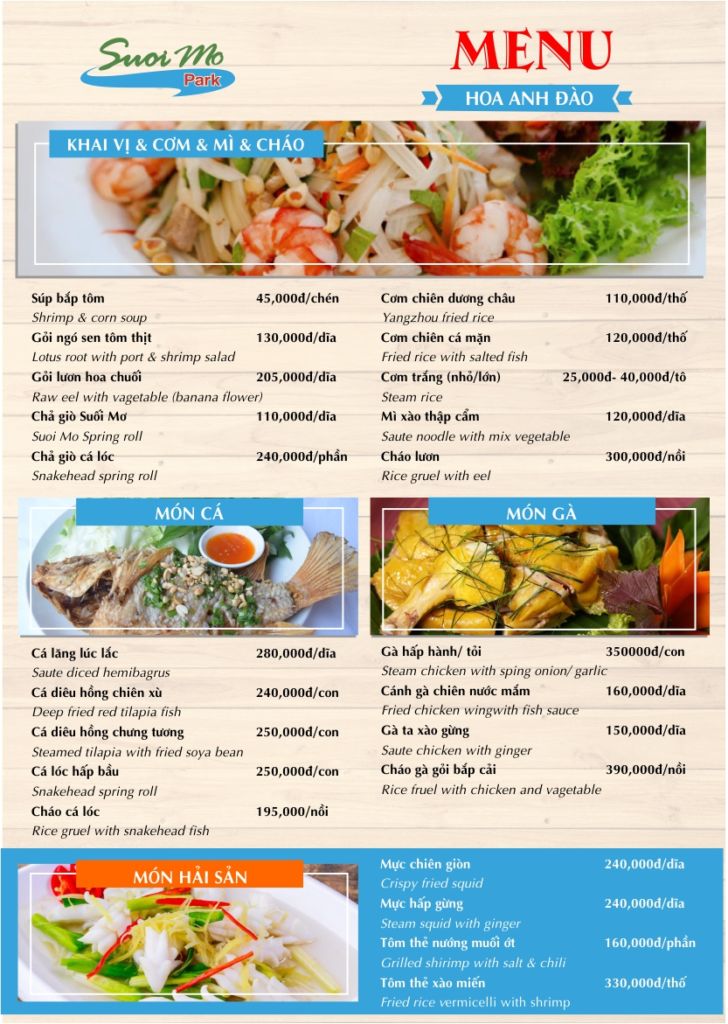 Suoi Mo
Park
MENU
HOA ANH ĐÀO
KHAI VỊ & CƠM & MÌ & CHÁO
Súp bắp tôm 45,000đ/chén
Shrimp & corn soup
Gỏi ngó sen tôm thịt 130,000đ/dĩa
Lotus root with port & shrimp salad
Gỏi lươn hoa chuối 205,000đ/dĩa
Raw eel with vagetable (banana flower)
Chả giò Suối Mơ 110,000đ/dĩa
Suoi Mo Spring roll
Chả giò cá lóc 240,000đ/phần
Snakehead spring roll
Cơm chiên dương châu 110,000đ/thố
Yangzhou fried rice
Cơm chiên cá mặn 120,000đ/thố
Fried rice with salted fish
Cơm trắng (nhỏ/lớn) 25,000đ- 40,000đ/tô
Steam rice
Mì xào thập cẩm 120,000đ/dĩa
Saute noodle with mix vegetable
Cháo lươn 300,000đ/nồi
Rice gruel with eel
MÓN CÁ
Cá lăng lúc lắc 280,000đ/dĩa
Saute diced hemibagrus
Cá diêu hồng chiên xù 240,000đ/con
Deep fried red tilapia fish
Cá diêu hồng chưng tương 250,000đ/con
Steamed tilapia with fried soya bean
Cá lóc hấp bầu 250,000đ/con
Snakehead spring roll
Cháo cá lóc 195,000/nồi
Rice gruel with snakehead fish
MÓN GÀ
Gà hấp hành/ tỏi 350000đ/con
Steam chicken with sping onion/ garlic
Cánh gà chiên nước mắm 160,000đ/dĩa
Fried chicken wingwith fish sauce
Gà ta xào gừng 150,000đ/dĩa
Saute chicken with ginger
Cháo gà gỏi bắp cải 390,000đ/nồi
Rice fruel with chicken and vagetable
MÓN HẢI SẢN
Mực chiên giòn 240,000đ/dĩa
Crispy fried squid
Mực hấp gừng 240,000đ/dĩa
Steam squid with ginger
Tôm thẻ nướng muối ớt 160,000đ/phần
Grilled shirimp with salt & chili
Tôm thẻ xào miến 330,000đ/thố
Fried rice vermicelli with shrimp